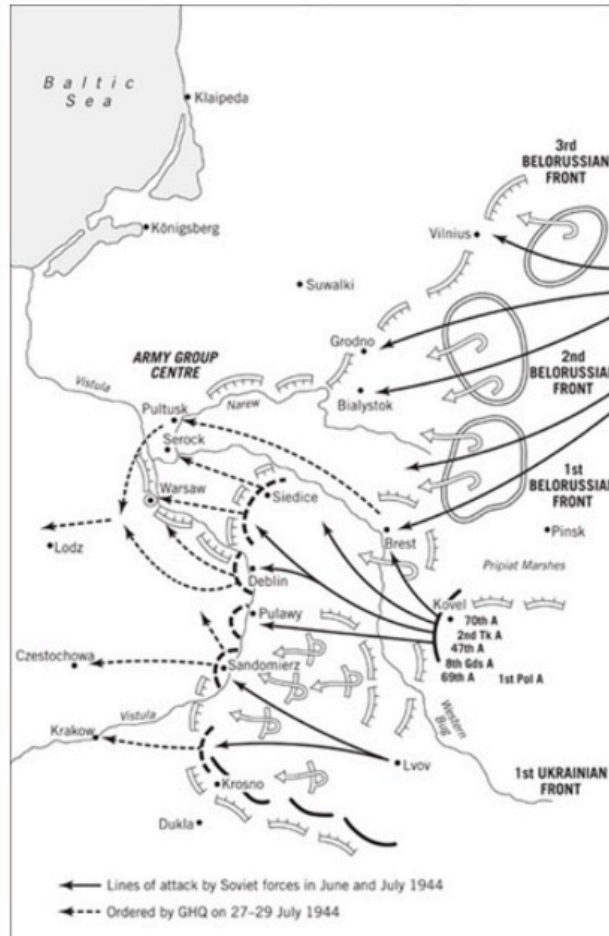 Baltic
Sea
Klaipeda
3rd
BELORUSSIAN
FRONT
Königsberg
Vilnius
Suwalki
Grodno
2nd
BELORUSSIAN
FRONT
ARMY GROUP
CENTRE
Vistula
Narew
Bialystok
Pultusk
Serock
1st
BELORUSSIAN
FRONT
Warsaw
Siedice
Lodz
Brest
Pinsk
Pripiat Marshes
Deblin
Kovel
Pulawy
70th A
2nd Tk A
47th A
8th Gds A
69th A
1st Pol A
Czestochowa
Sandomierz
Vistula
Western
Bug
Krakow
Lvov
1st UKRAINIAN
FRONT
Krosno
Dukla
Lines of attack by Soviet forces in June and July 1944
Ordered by GHQ on 27–29 July 1944